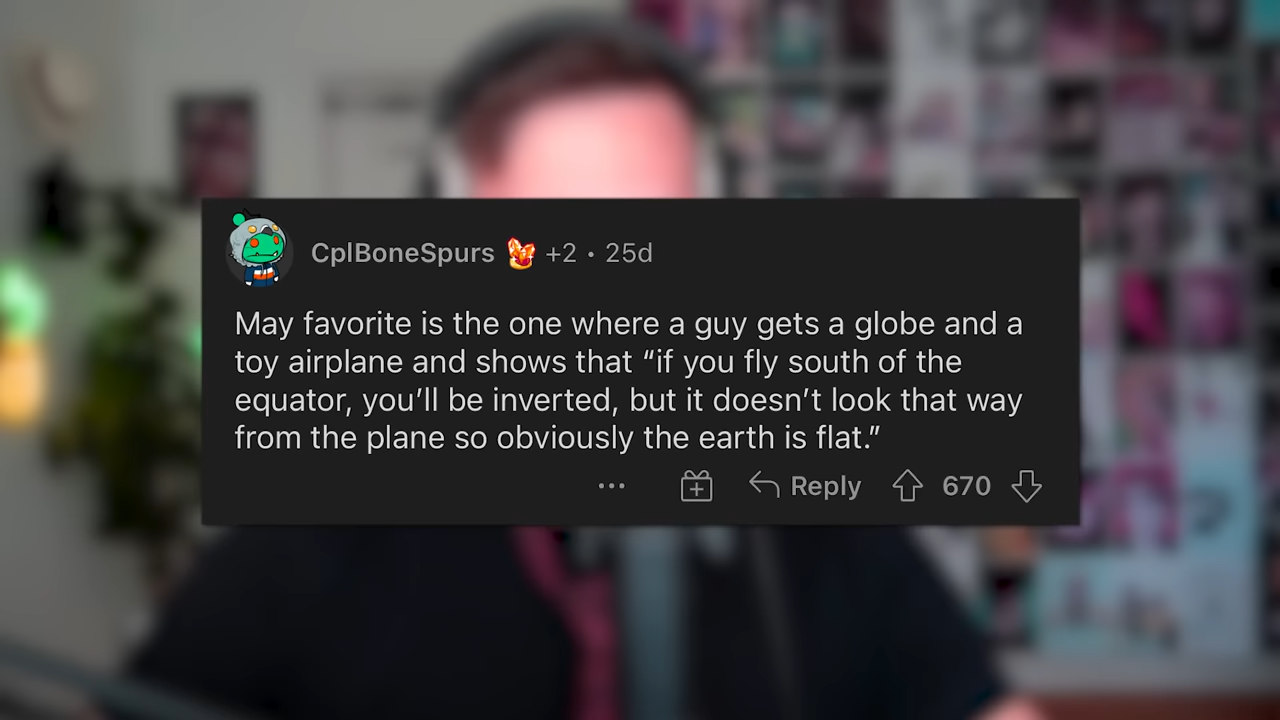 CplBoneSpurs +2 • 25d
May favorite is the one where a guy gets a globe and a
toy airplane and shows that “if you fly south of the
equator, you’ll be inverted, but it doesn’t look that way
from the plane so obviously the earth is flat.”
... Reply 670